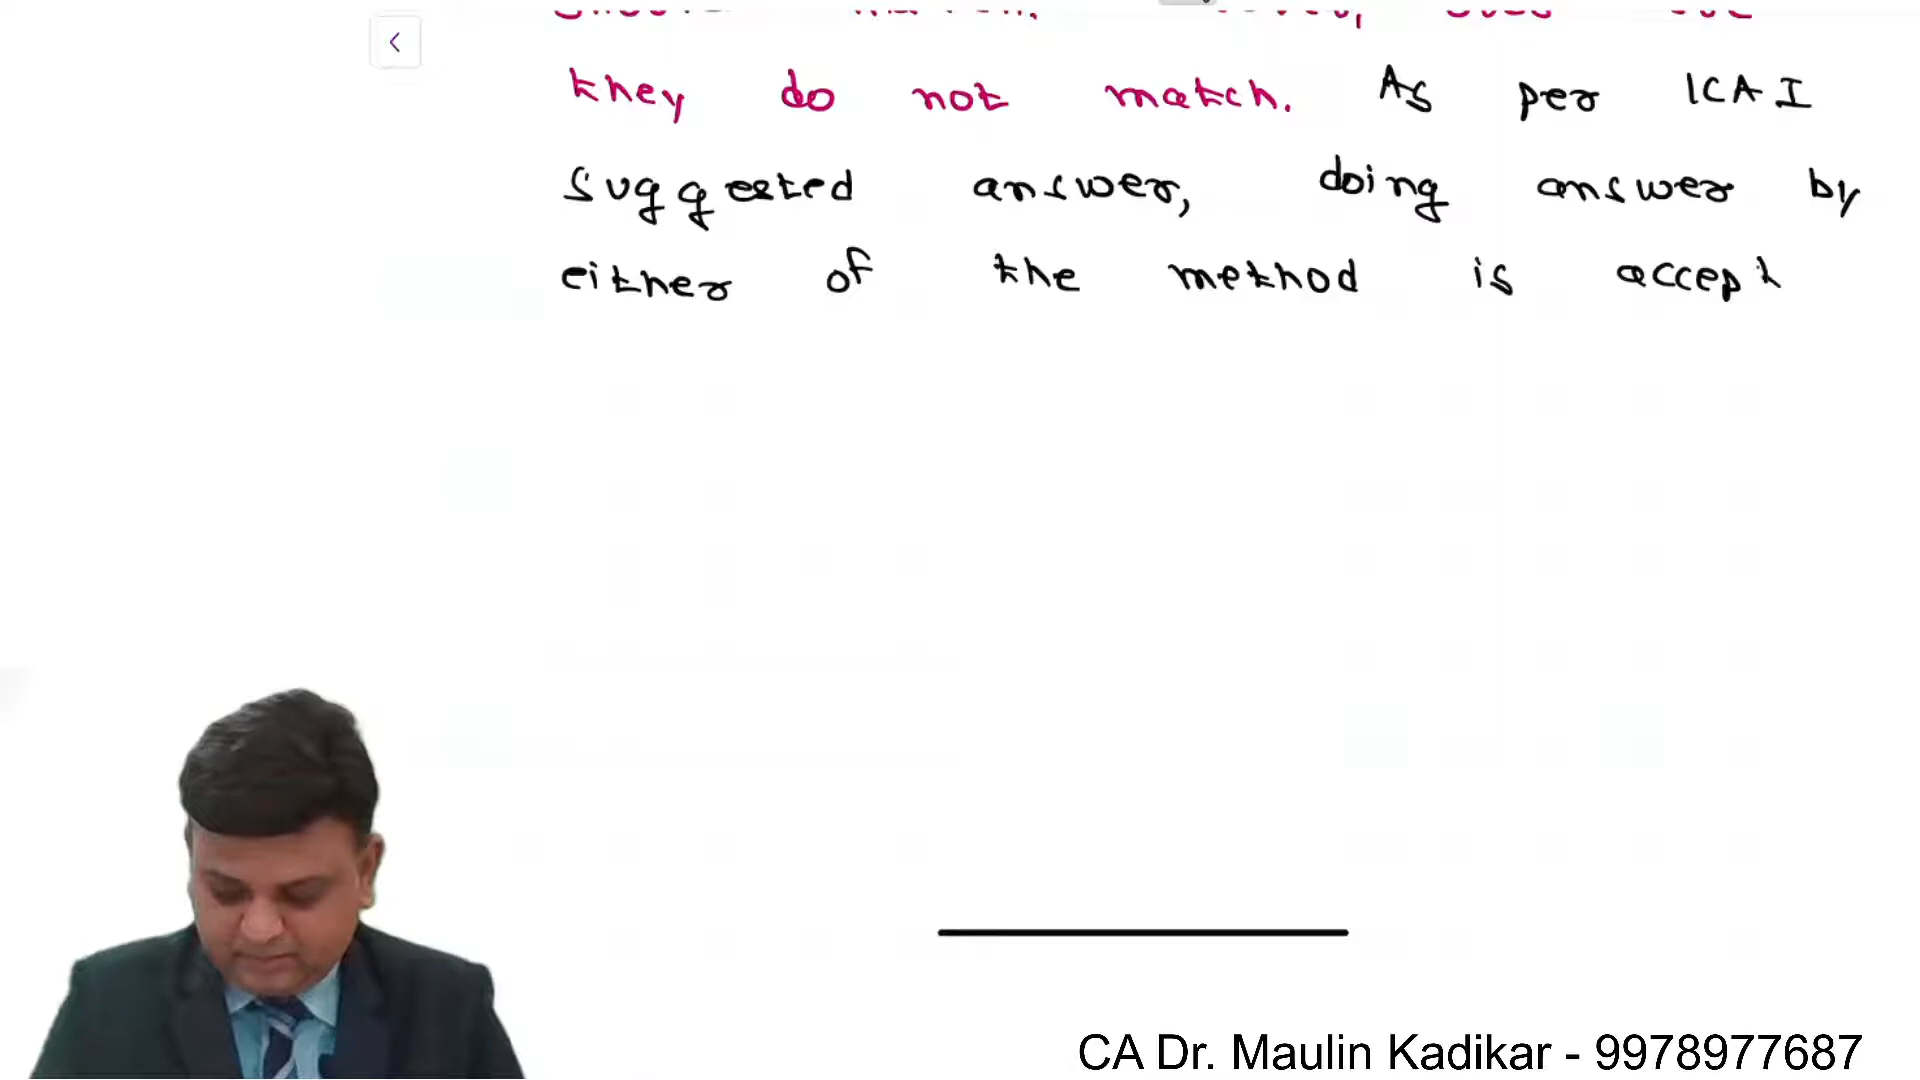 they do not match. As per ICAI
suggested answer, doing answer by
either of the method is accept
CA Dr. Maulin Kadikar - 9978977687